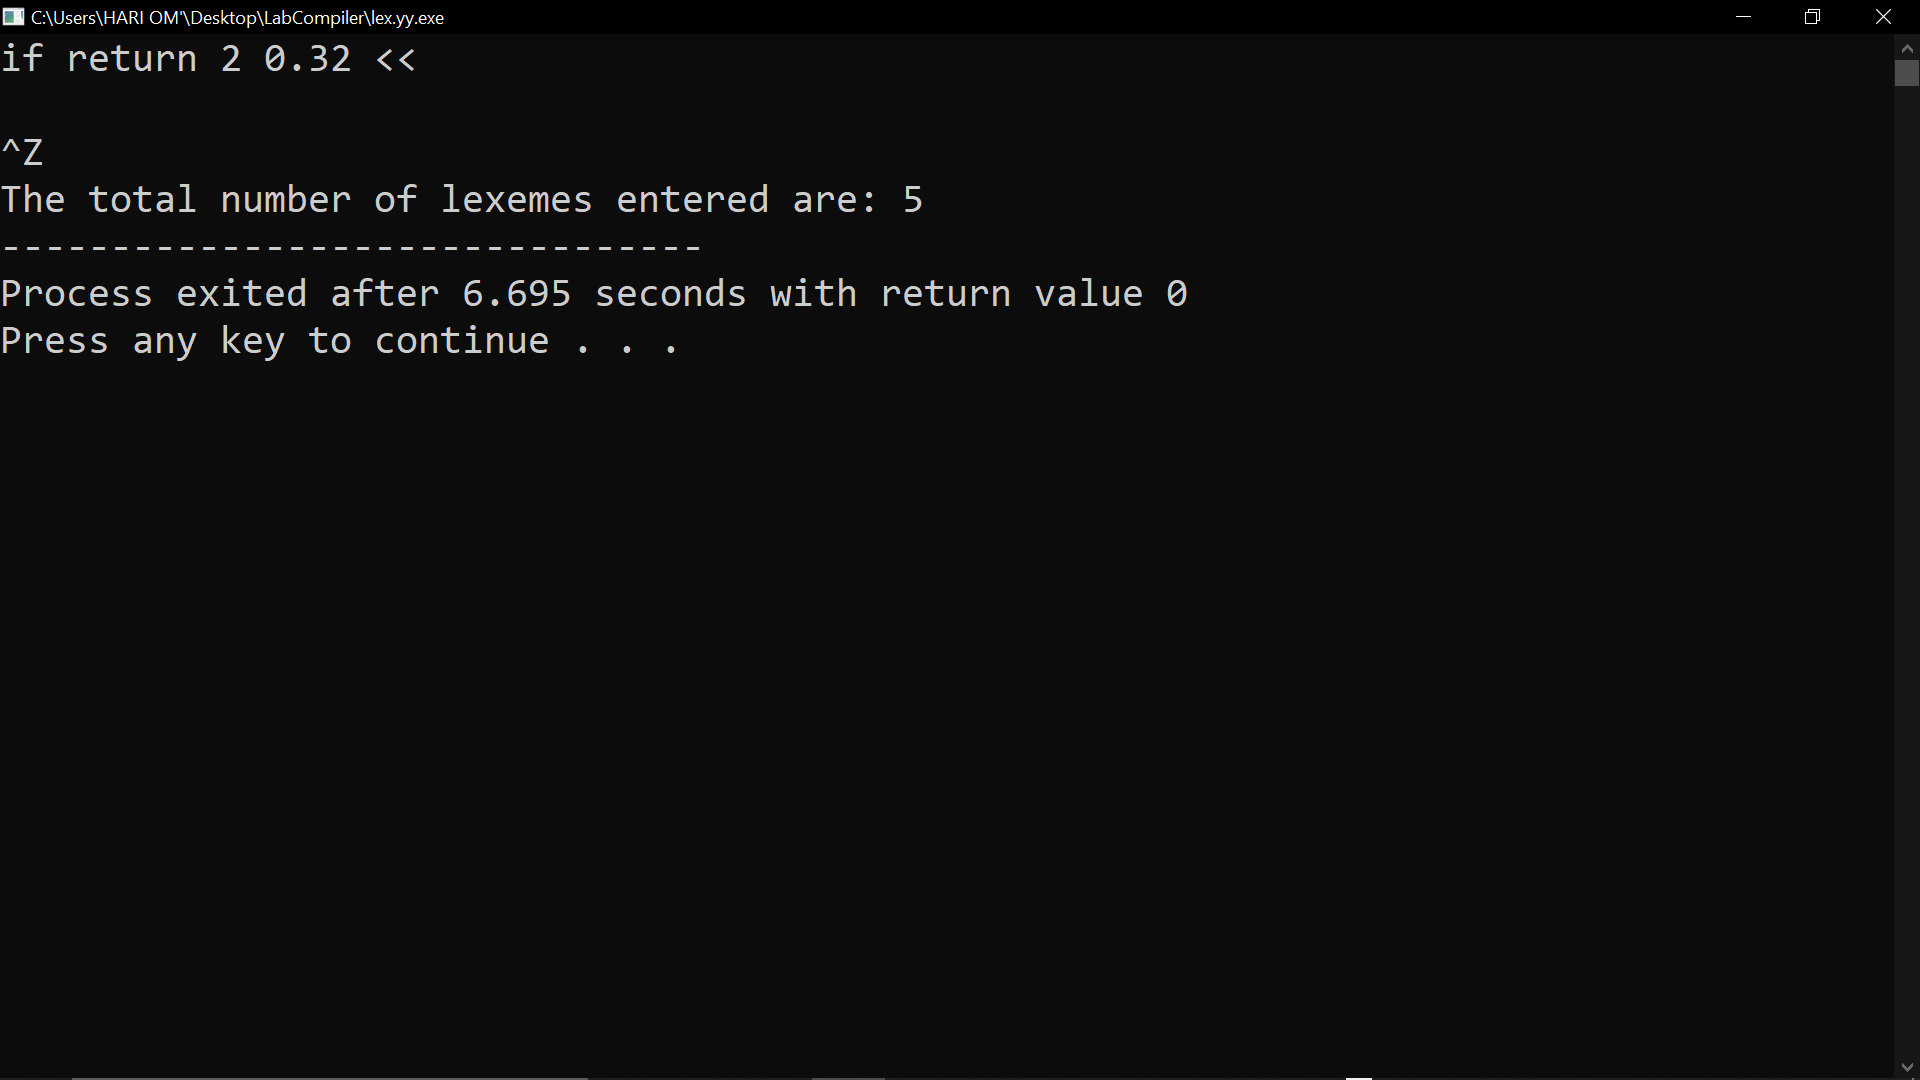 C:\Users\HARI OM'\Desktop\LabCompiler\lex.yy.exe
if return 2 0.32 <<
^Z
The total number of lexemes entered are: 5
--------------------------------
Process exited after 6.695 seconds with return value 0
Press any key to continue . . .